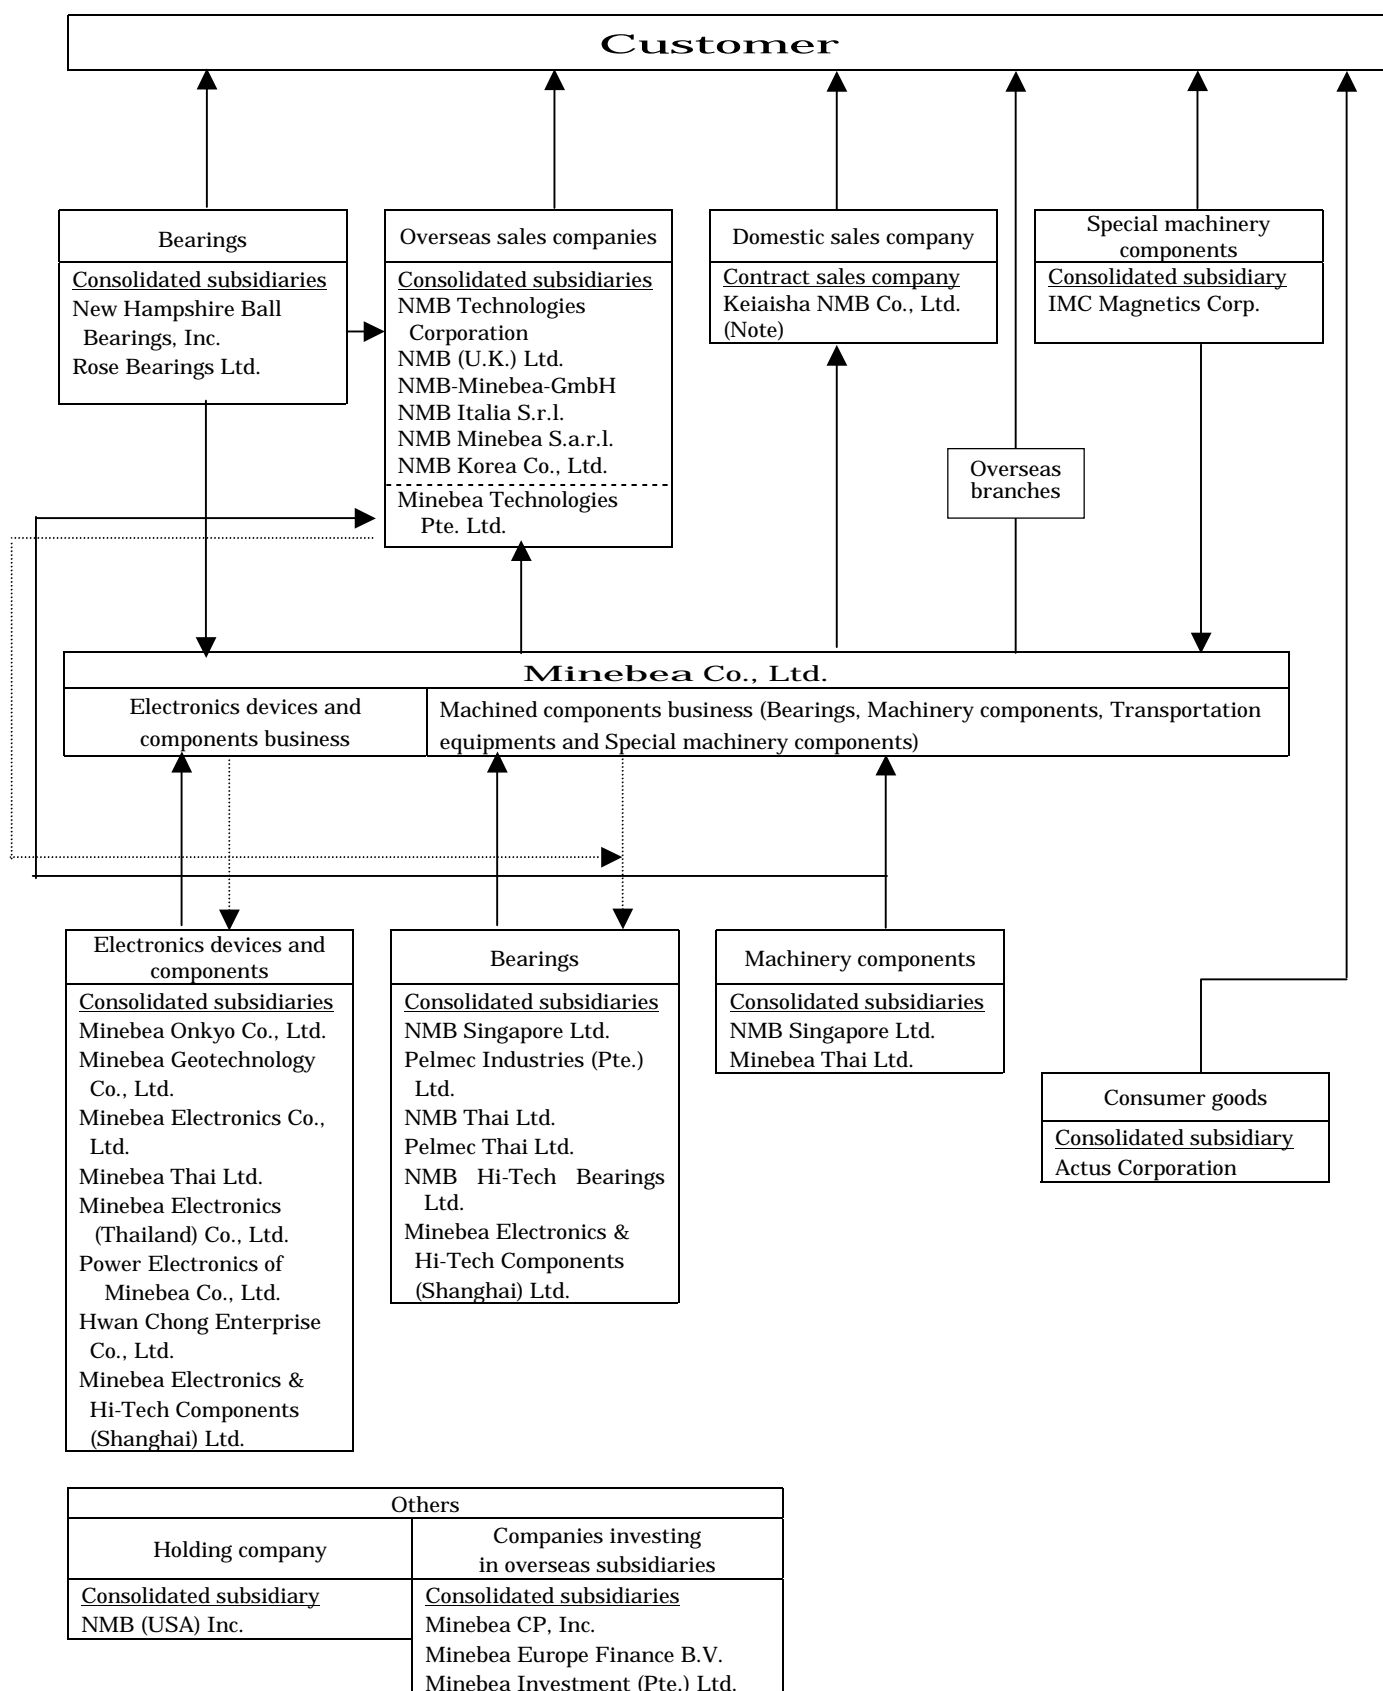 Customer
Bearings
Consolidated subsidiaries
New Hampshire Ball
Bearings, Inc.
Rose Bearings Ltd.
Overseas sales companies
Consolidated subsidiaries
NMB Technologies
Corporation
NMB (U.K.) Ltd.
NMB-Minebea-GmbH
NMB Italia S.r.l.
NMB Minebea S.a.r.l.
NMB Korea Co., Ltd.
Minebea Technologies
Pte. Ltd.
Domestic sales company
Contract sales company
Keiaisha NMB Co., Ltd.
(Note)
Special machinery
components
Consolidated subsidiary
IMC Magnetics Corp.
Overseas
branches
Minebea Co., Ltd.
Electronics devices and
components business
Machined components business (Bearings, Machinery components, Transportation
equipments and Special machinery components)
Electronics devices and
components
Consolidated subsidiaries
Minebea Onkyo Co., Ltd.
Minebea Geotechnology
Co., Ltd.
Minebea Electronics Co.,
Ltd.
Minebea Thai Ltd.
Minebea Electronics
(Thailand) Co., Ltd.
Power Electronics of
Minebea Co., Ltd.
Hwan Chong Enterprise
Co., Ltd.
Minebea Electronics &
Hi-Tech Components
(Shanghai) Ltd.
Bearings
Consolidated subsidiaries
NMB Singapore Ltd.
Pelmec Industries (Pte.)
Ltd.
NMB Thai Ltd.
Pelmec Thai Ltd.
NMB Hi-Tech Bearings
Ltd.
Minebea Electronics &
Hi-Tech Components
(Shanghai) Ltd.
Machinery components
Consolidated subsidiaries
NMB Singapore Ltd.
Minebea Thai Ltd.
Consumer goods
Consolidated subsidiary
Actus Corporation
Others
Holding company
Consolidated subsidiary
NMB (USA) Inc.
Companies investing
in overseas subsidiaries
Consolidated subsidiaries
Minebea CP, Inc.
Minebea Europe Finance B.V.
Minebea Investment (Pte.) Ltd.